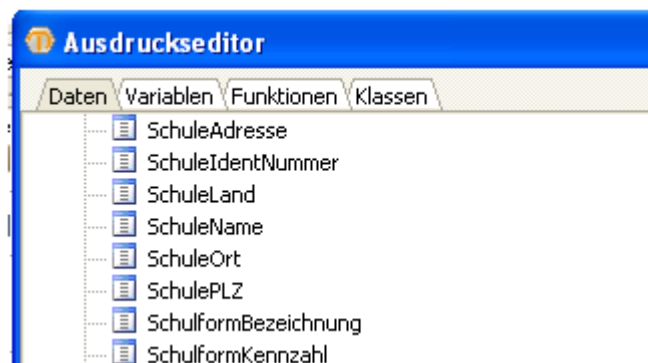 Ausdruckseditor
Daten Variablen Funktionen Klassen
SchuleAdresse
SchuleIdentNummer
SchuleLand
SchuleName
SchuleOrt
SchulePLZ
SchulformBezeichnung
SchulformKennzahl